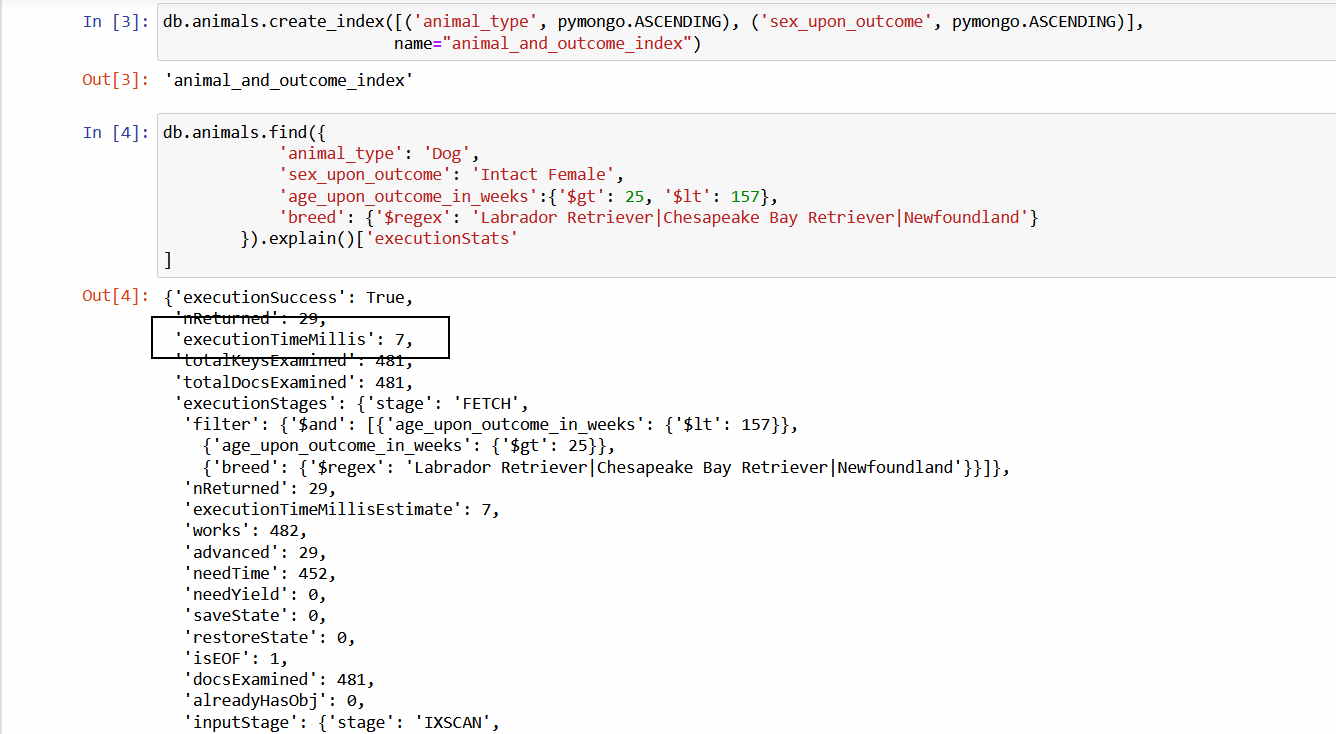 In [3]: db.animals.create_index([('animal_type', pymongo.ASCENDING), ('sex_upon_outcome', pymongo.ASCENDING)],
name="animal_and_outcome_index")
Out[3]: 'animal_and_outcome_index'
In [4]: db.animals.find({
'animal_type': 'Dog',
'sex_upon_outcome': 'Intact Female',
'age_upon_outcome_in_weeks':{'$gt': 25, '$lt': 157},
'breed': {'$regex': 'Labrador Retriever|Chesapeake Bay Retriever|Newfoundland'}
}).explain()['executionStats'
]
Out[4]: {'executionSuccess': True,
'nReturned': 29,
'executionTimeMillis': 7,
'totalKeysExamined': 481,
'totalDocsExamined': 481,
'executionStages': {'stage': 'FETCH',
'filter': {'$and': [{'age_upon_outcome_in_weeks': {'$lt': 157}},
{'age_upon_outcome_in_weeks': {'$gt': 25}},
{'breed': {'$regex': 'Labrador Retriever|Chesapeake Bay Retriever|Newfoundland'}}]},
'nReturned': 29,
'executionTimeMillisEstimate': 7,
'works': 482,
'advanced': 29,
'needTime': 452,
'needYield': 0,
'saveState': 0,
'restoreState': 0,
'isEOF': 1,
'docsExamined': 481,
'alreadyHasObj': 0,
'inputStage': {'stage': 'IXSCAN',